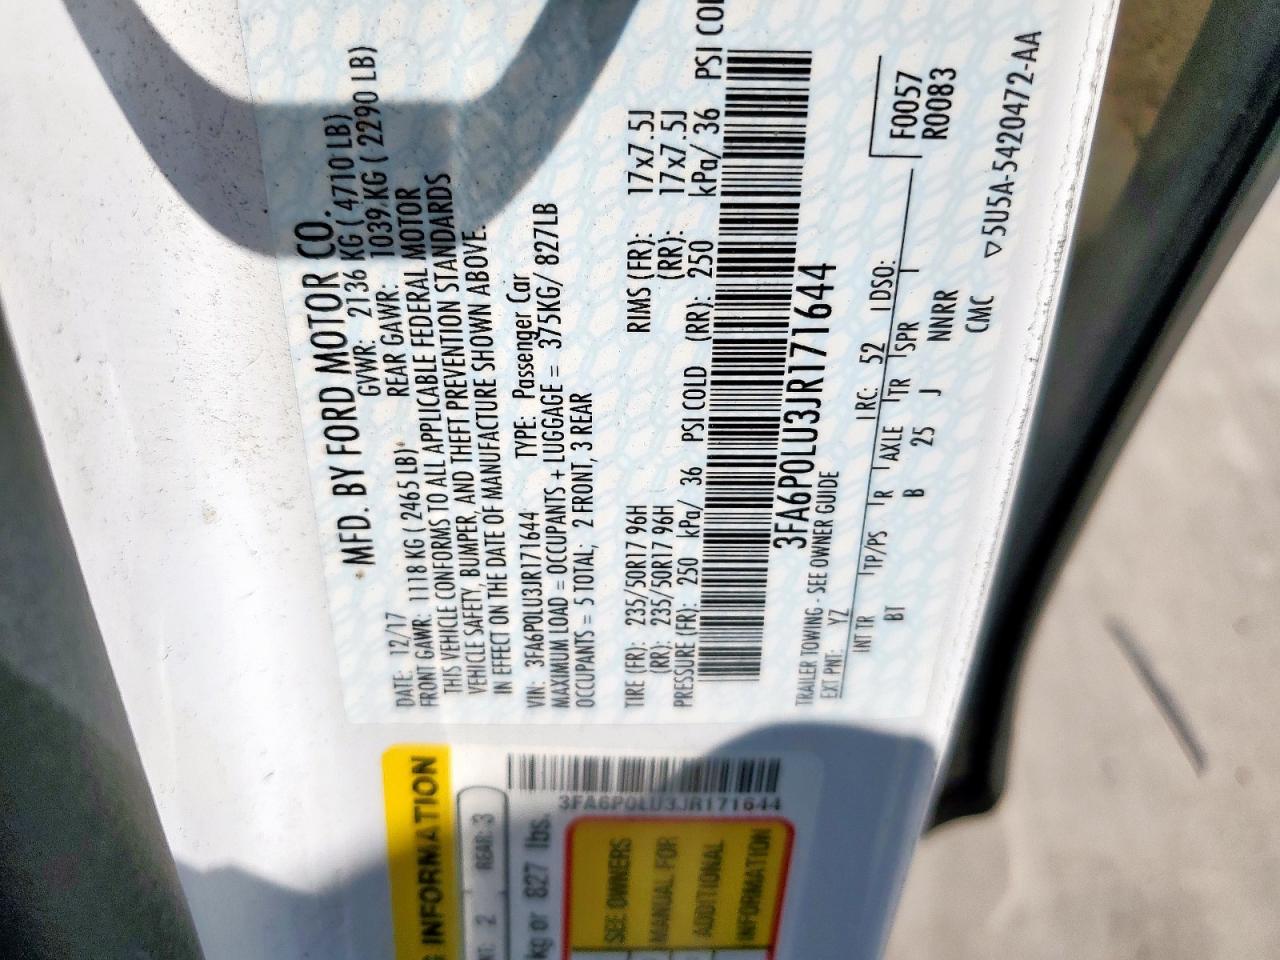 MFD. BY FORD MOTOR CO.
DATE: 12/17 GVWR: 2136 KG ( 4710 LB)
FRONT GAWR: 1118 KG ( 2465 LB) REAR GAWR: 1039 KG ( 2290 LB)
THIS VEHICLE CONFORMS TO ALL APPLICABLE FEDERAL MOTOR
VEHICLE SAFETY, BUMPER, AND THEFT PREVENTION STANDARDS
IN EFFECT ON THE DATE OF MANUFACTURE SHOWN ABOVE.
VIN: 3FA6P0LU3JR171644 TYPE: Passenger Car
MAXIMUM LOAD = OCCUPANTS + LUGGAGE = 375KG/ 827LB
OCCUPANTS = 5 TOTAL, 2 FRONT, 3 REAR
TIRE (FR): 235/50R17 96H RIMS (FR): 17x7.5J
(RR): 235/50R17 96H (RR): 17x7.5J
PRESSURE (FR): 250 kPa/ 36 PSI COLD (RR): 250 kPa/ 36 PSI COL
3FA6P0LU3JR171644
TRAILER TOWING - SEE OWNER GUIDE
EXT PNT: YZ RC: 52 DSO:
INT TR TP/PS R AXLE TR SPR
BT B 25 J NNRR
F0057
R0083
CMC
▽5U5A-5420472-AA
INFORMATION
2 REAR: 3
kg or 827 lbs.
3FA6P0LU3JR171644
SEE OWNERS
MANUAL FOR
ADDITIONAL
INFORMATION